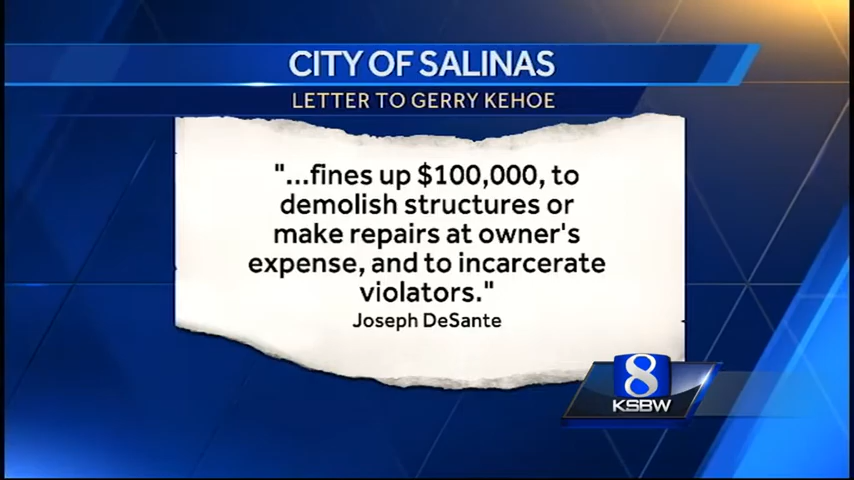 CITY OF SALINAS
LETTER TO GERRY KEHOE
"...fines up $100,000, to
demolish structures or
make repairs at owner's
expense, and to incarcerate
violators."
Joseph DeSante
8
KSBW